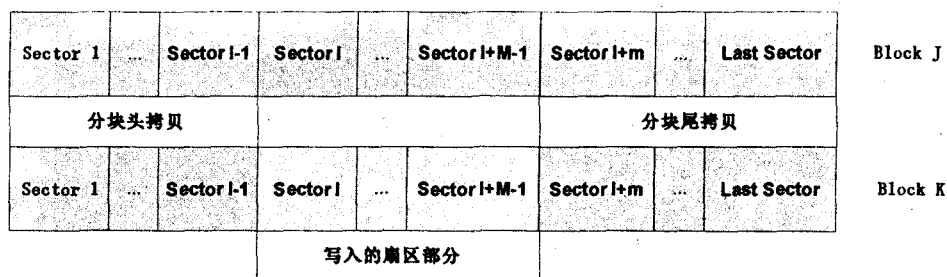 Sector 1 ... Sector I-1 Sector I ... Sector I+M-1 Sector I+m ... Last Sector Block J
分块头拷贝 分块尾拷贝
Sector 1 ... Sector I-1 Sector I ... Sector I+M-1 Sector I+m ... Last Sector Block K
写入的扇区部分